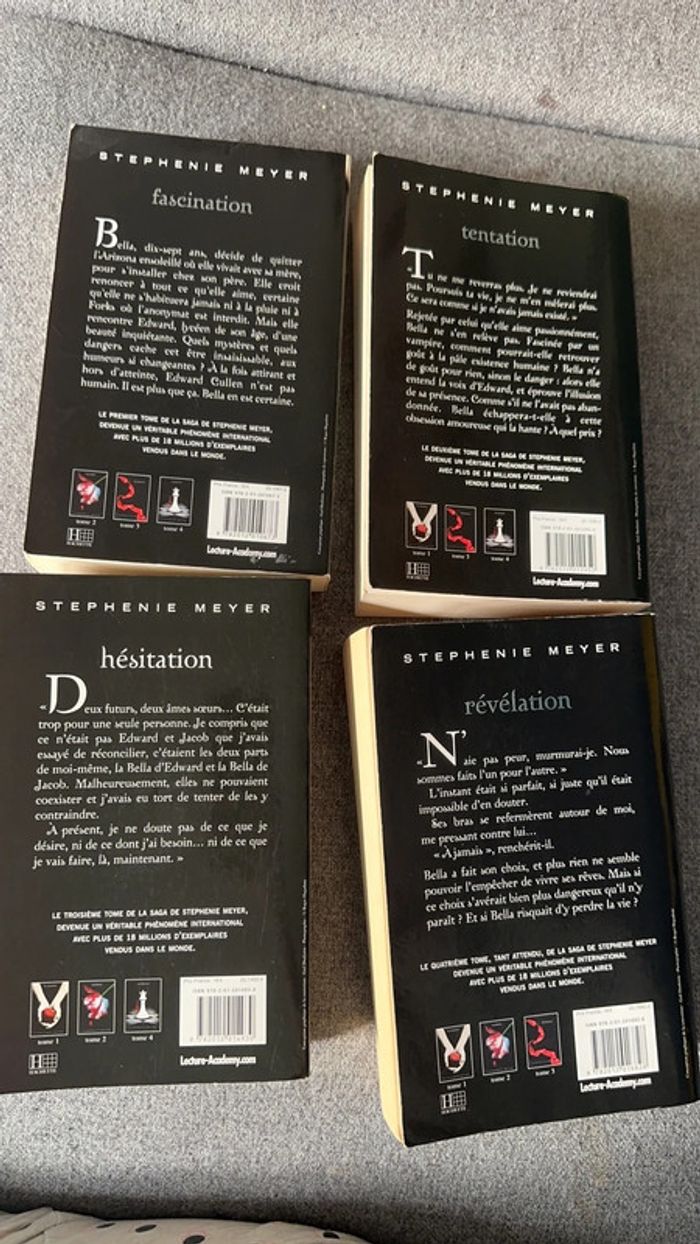 STEPHENIE MEYER
fascination
Bella, dix-sept ans, décide de quitter
l'Arizona ensoleillé où elle vivait avec sa mère,
pour s'installer chez son père. Elle croit
renoncer à tout ce qu'elle aime, certaine
qu'elle ne s'habituera jamais ni à la pluie ni à
Forks où l'anonymat est interdit. Mais elle
rencontre Edward, lycéen de son âge, d'une
beauté inquiétante. Quels mystères et quels
dangers cache cet être insaisissable, aux
humeurs si changeantes ? À la fois attirant et
hors d'atteinte, Edward Cullen n'est pas
humain. Il est plus que ça. Bella en est certaine.
LE PREMIER TOME DE LA SAGA DE STEPHENIE MEYER,
DEVENUE UN VÉRITABLE PHÉNOMÈNE INTERNATIONAL
AVEC PLUS DE 18 MILLIONS D'EXEMPLAIRES
VENDUS DANS LE MONDE.
tome 2
tome 3
tome 4
HACHETTE
Lecture-Academy.com
STEPHENIE MEYER
tentation
« Tu ne me reverras plus. Je ne reviendrai
pas. Poursuis ta vie, je ne m'en mêlerai plus.
Ce sera comme si je n'avais jamais existé. »
Rejetée par celui qu'elle aime passionnément,
Bella ne s'en relève pas. Fascinée par un
vampire, comment pourrait-elle retrouver
goût à la pâle existence humaine ? Bella n'a
de goût pour rien, sinon le danger : alors elle
entend la voix d'Edward, et éprouve l'illusion
de sa présence. Comme s'il ne l'avait pas aban-
donnée. Bella échappera-t-elle à cette
obsession amoureuse qui la hante ? A quel prix ?
LE DEUXIÈME TOME DE LA SAGA DE STEPHENIE MEYER,
DEVENUE UN VÉRITABLE PHÉNOMÈNE INTERNATIONAL
AVEC PLUS DE 18 MILLIONS D'EXEMPLAIRES
VENDUS DANS LE MONDE.
tome 1
tome 3
tome 4
HACHETTE
Lecture-Academy.com
STEPHENIE MEYER
hésitation
« Deux futurs, deux âmes sœurs... C'était
trop pour une seule personne. Je compris que
ce n'était pas Edward et Jacob que j'avais
essayé de réconcilier, c'étaient les deux parts
de moi-même, la Bella d'Edward et la Bella de
Jacob. Malheureusement, elles ne pouvaient
coexister et j'avais eu tort de tenter de les y
contraindre.
À présent, je ne doute pas de ce que je
désire, ni de ce dont j'ai besoin... ni de ce que
je vais faire, là, maintenant. »
LE TROISIÈME TOME DE LA SAGA DE STEPHENIE MEYER,
DEVENUE UN VÉRITABLE PHÉNOMÈNE INTERNATIONAL
AVEC PLUS DE 18 MILLIONS D'EXEMPLAIRES
VENDUS DANS LE MONDE.
tome 1
tome 2
tome 4
HACHETTE
Lecture-Academy.com
STEPHENIE MEYER
révélation
« N'aie pas peur, murmurai-je. Nous
sommes faits l'un pour l'autre. »
L'instant était si parfait, si juste qu'il était
impossible d'en douter.
Ses bras se refermèrent autour de moi,
me pressant contre lui...
« A jamais », renchérit-il.
Bella a fait son choix, et plus rien ne semble
pouvoir l'empêcher de vivre ses rêves. Mais si
ce choix s'avérait bien plus dangereux qu'il n'y
paraît ? Et si Bella risquait d'y perdre la vie ?
LE QUATRIÈME TOME, TANT ATTENDU, DE LA SAGA DE STEPHENIE MEYER
DEVENUE UN VÉRITABLE PHÉNOMÈNE INTERNATIONAL
AVEC PLUS DE 18 MILLIONS D'EXEMPLAIRES
VENDUS DANS LE MONDE.
tome 1
tome 2
tome 3
HACHETTE
Lecture-Academy.com